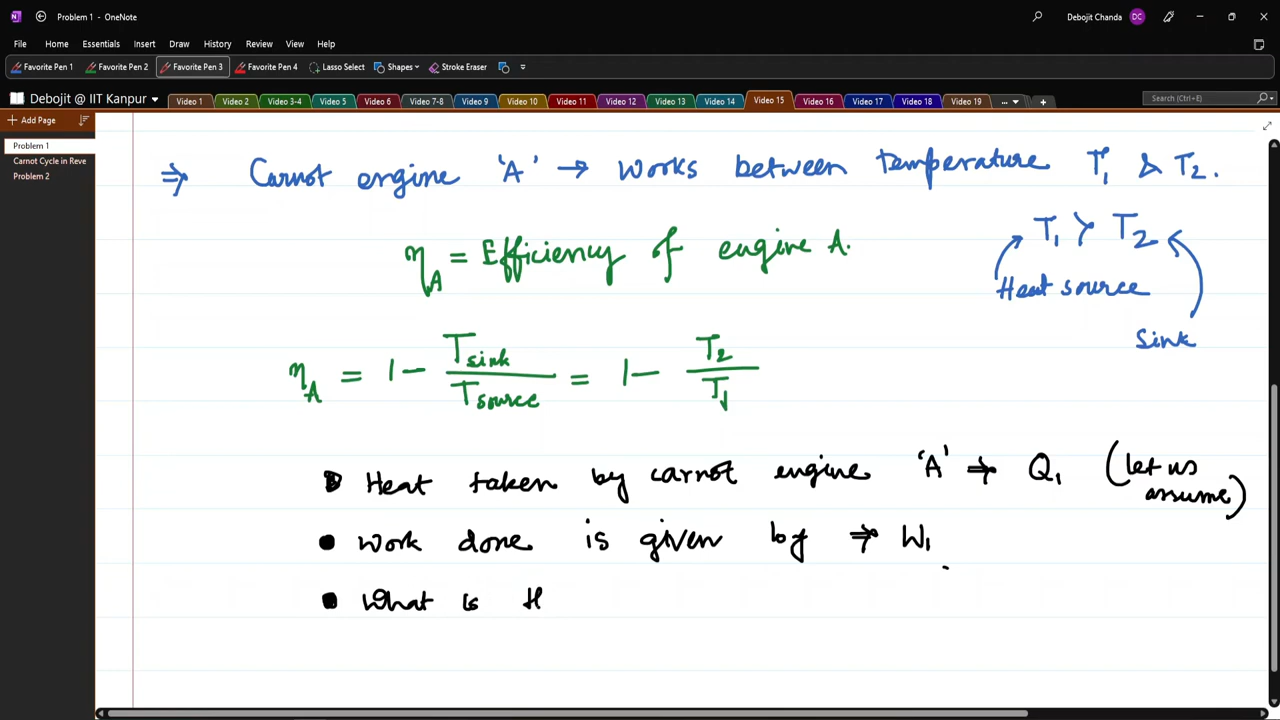 Problem 1 - OneNote
Debojit Chanda DC
File Home Essentials Insert Draw History Review View Help
Favorite Pen 1 Favorite Pen 2 Favorite Pen 3 Favorite Pen 4 Lasso Select Shapes Stroke Eraser
Debojit @ IIT Kanpur Video 1 Video 2 Video 3-4 Video 5 Video 6 Video 7-8 Video 9 Video 10 Video 11 Video 12 Video 13 Video 14 Video 15 Video 16 Video 17 Video 18 Video 19 ... + Search (Ctrl+E)
+ Add Page
Problem 1
Carnot Cycle in Reve
Problem 2
⇒ Carnot engine 'A' → Works between temperature T₁ & T₂.
T₁ > T₂
Heat source
Sink
η_A = Efficiency of engine A.
η_A = 1 - T_sink / T_source = 1 - T₂ / T₁
Heat taken by carnot engine 'A' ⇒ Q₁ (let us assume)
• Work done is given by ⇒ W₁
• What is H